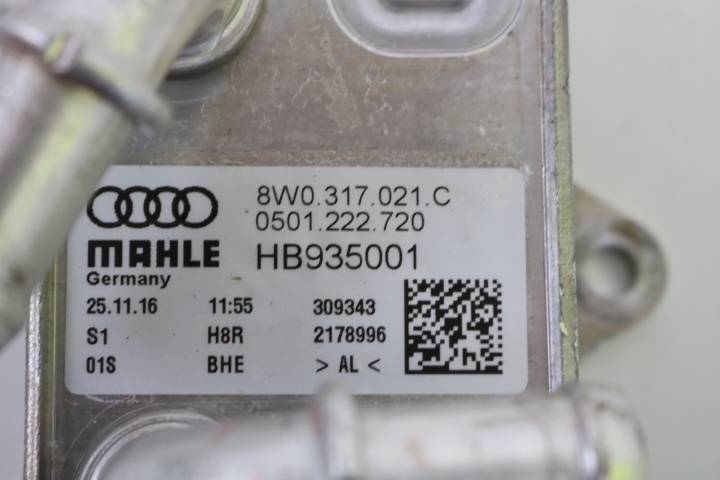 8W0.317.021.C
0501.222.720
MAHLE HB935001
Germany
25.11.16 11:55 309343
S1 H8R 2178996
01S BHE > AL <